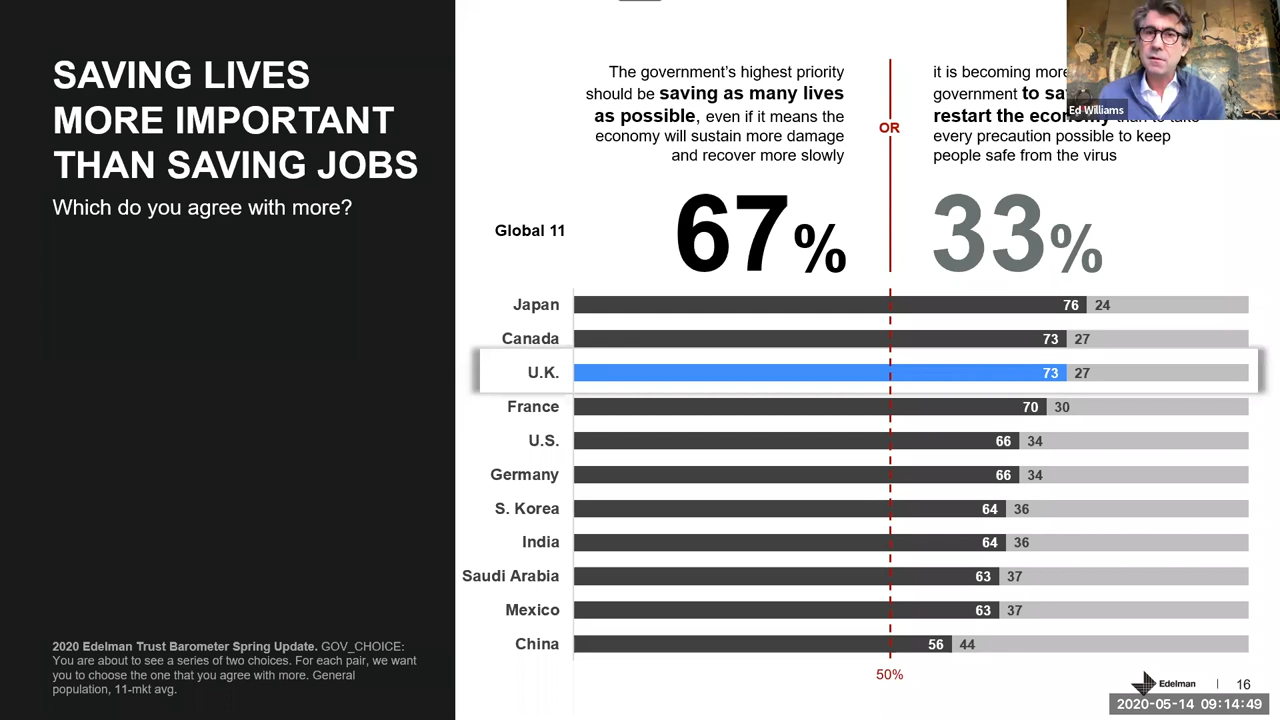 SAVING LIVES
MORE IMPORTANT
THAN SAVING JOBS
Which do you agree with more?
The government's highest priority
should be saving as many lives
as possible, even if it means the
economy will sustain more damage
and recover more slowly
OR
it is becoming more
government to sa
restart the econ
every precaution possible to keep
people safe from the virus
Ed Williams
Global 11
67%
33%
Japan 76 24
Canada 73 27
U.K. 73 27
France 70 30
U.S. 66 34
Germany 66 34
S. Korea 64 36
India 64 36
Saudi Arabia 63 37
Mexico 63 37
China 56 44
50%
2020 Edelman Trust Barometer Spring Update. GOV_CHOICE:
You are about to see a series of two choices. For each pair, we want
you to choose the one that you agree with more. General
population, 11-mkt avg.
Edelman | 16
2020-05-14 09:14:49